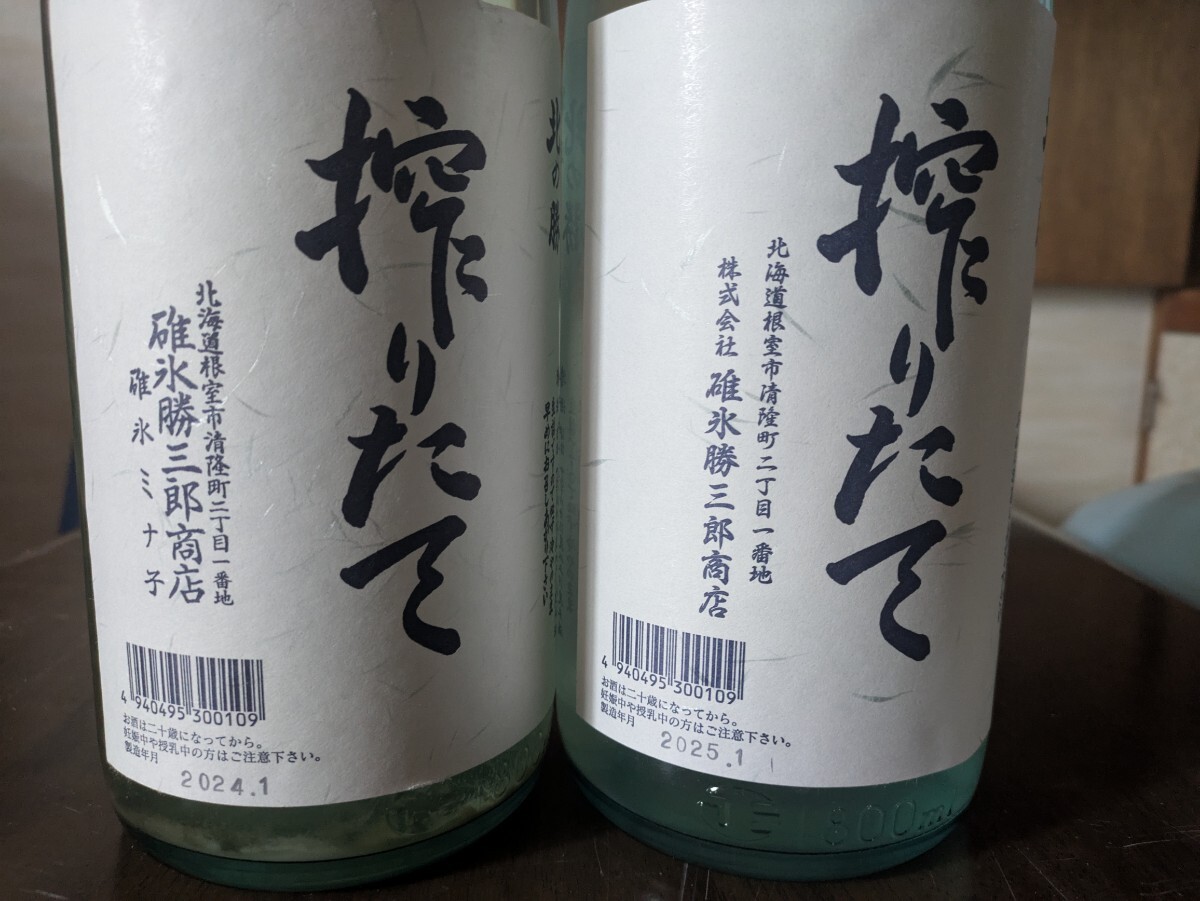 搾りたて
北海道根室市清隆町二丁目一番地
碓氷勝三郎商店
碓氷ミナ子
4 940495 300109
お酒は二十歳になってから。
妊娠中や授乳中の方はご注意下さい。
製造年月
2024.1
北の勝
搾りたて
北海道根室市清隆町二丁目一番地
株式会社 碓氷勝三郎商店
4 940495 300109
お酒は二十歳になってから。
妊娠中や授乳中の方はご注意下さい。
製造年月
2025.1
800ml